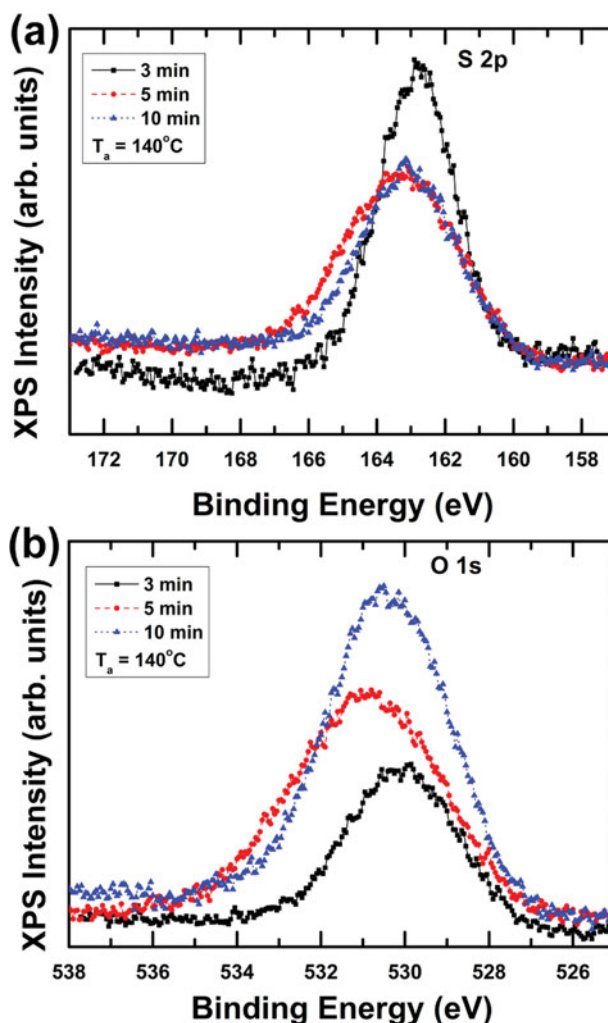 (a)
S 2p
3 min
5 min
10 min
Tₐ = 140°C
XPS Intensity (arb. units)
172 170 168 166 164 162 160 158
Binding Energy (eV)
(b)
O 1s
3 min
5 min
10 min
Tₐ = 140°C
XPS Intensity (arb. units)
538 536 534 532 530 528 526
Binding Energy (eV)